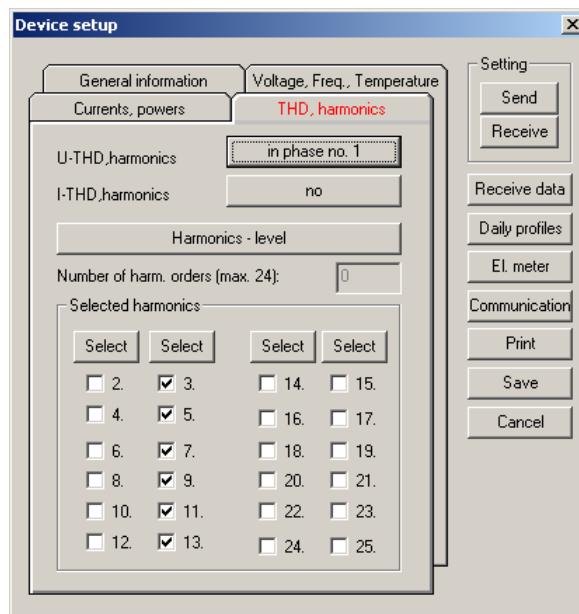 Device setup
General information
Voltage, Freq., Temperature
Currents, powers
THD, harmonics
U-THD,harmonics
in phase no. 1
I-THD,harmonics
no
Harmonics - level
Number of harm. orders (max. 24):
0
Selected harmonics
Select Select Select Select
2. 3. 14. 15.
4. 5. 16. 17.
6. 7. 18. 19.
8. 9. 20. 21.
10. 11. 22. 23.
12. 13. 24. 25.
Setting
Send
Receive
Receive data
Daily profiles
El. meter
Communication
Print
Save
Cancel